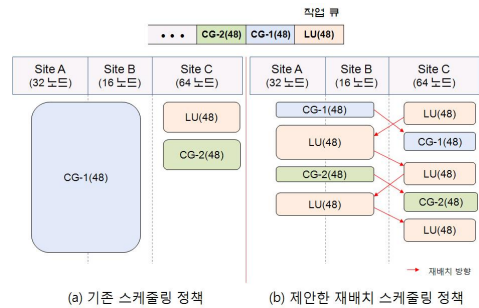 작업 큐
• • • CG-2(48) CG-1(48) LU(48)
Site A Site B Site C
(32 노드) (16 노드) (64 노드)
LU(48)
CG-2(48)
CG-1(48)
(a) 기존 스케줄링 정책
Site A Site B Site C
(32 노드) (16 노드) (64 노드)
CG-1(48) LU(48)
LU(48) CG-1(48)
CG-2(48) LU(48)
LU(48) CG-2(48)
LU(48)
재배치 방향
(b) 제안한 재배치 스케줄링 정책